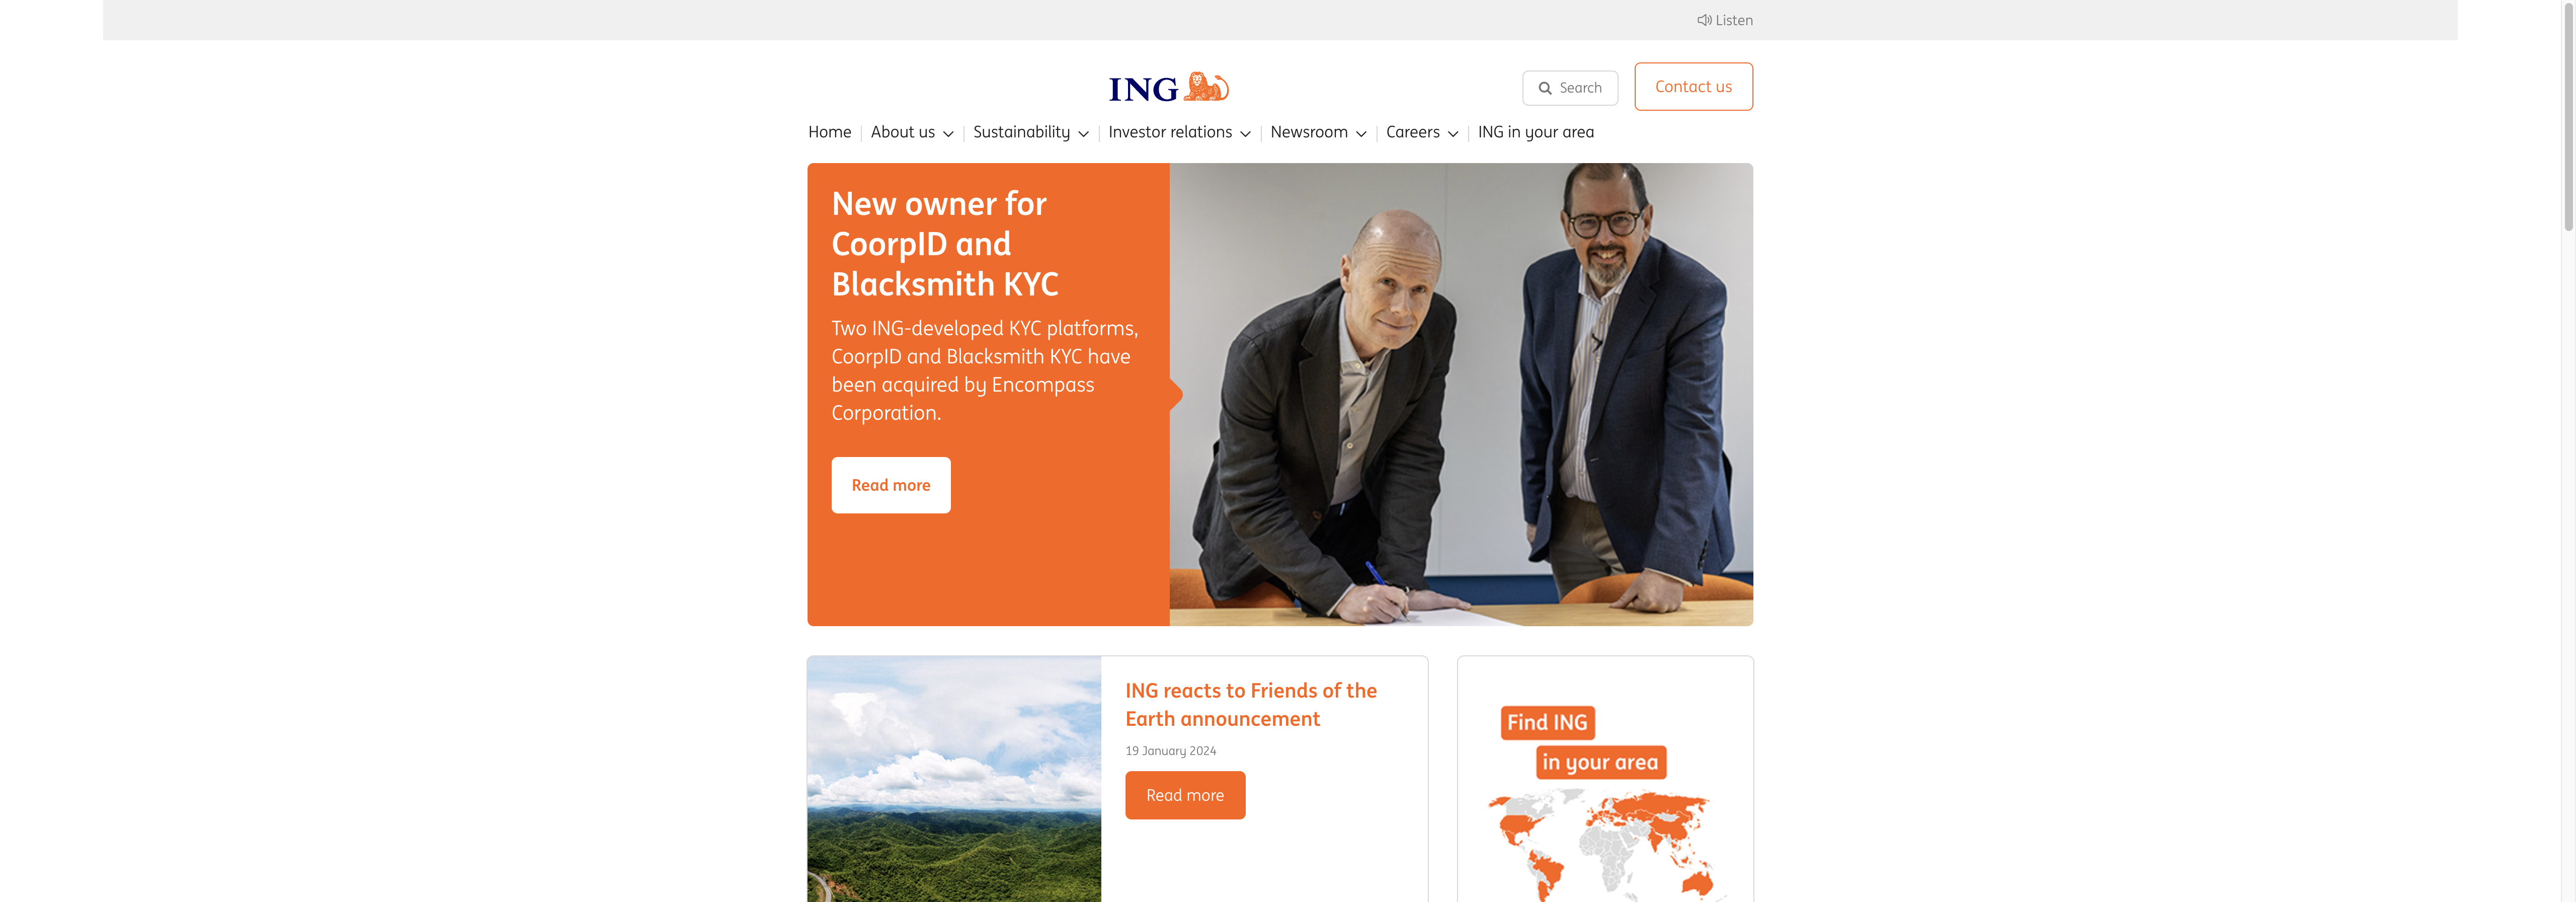 Listen
ING
Search
Contact us
Home
About us
Sustainability
Investor relations
Newsroom
Careers
ING in your area
New owner for
CoorpID and
Blacksmith KYC
Two ING-developed KYC platforms,
CoorpID and Blacksmith KYC have
been acquired by Encompass
Corporation.
Read more
ING reacts to Friends of the
Earth announcement
19 January 2024
Read more
Find ING
in your area